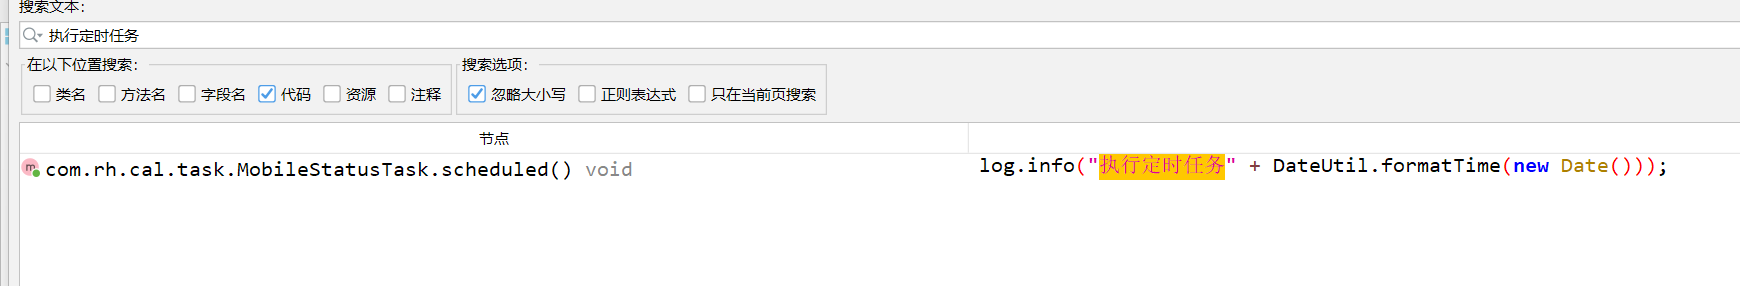 搜索文本：
执行定时任务
在以下位置搜索： 搜索选项：
类名 方法名 字段名 代码 资源 注释 忽略大小写 正则表达式 只在当前页搜索
节点
com.rh.cal.task.MobileStatusTask.scheduled() void log.info("执行定时任务" + DateUtil.formatTime(new Date()));